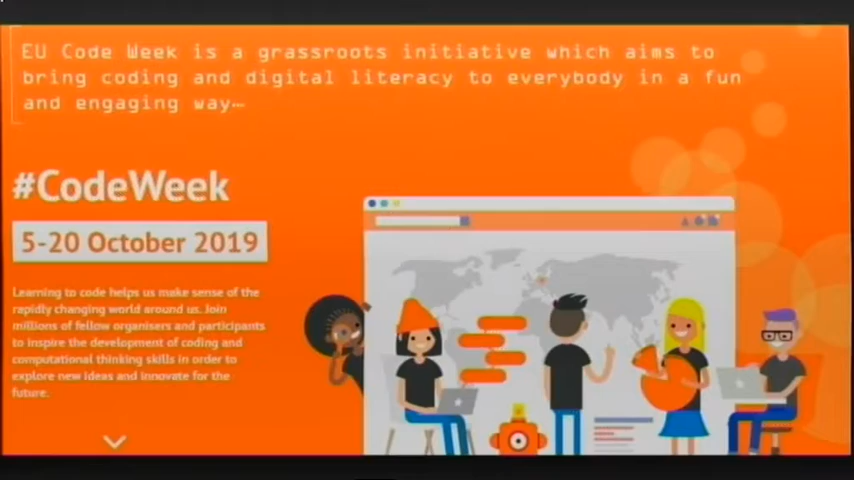 EU Code Week is a grassroots initiative which aims to
bring coding and digital literacy to everybody in a fun
and engaging way…
#CodeWeek
5-20 October 2019
Learning to code helps us make sense of the
rapidly changing world around us. Join
millions of fellow organisers and participants
to inspire the development of coding and
computational thinking skills in order to
explore new ideas and innovate for the
future.